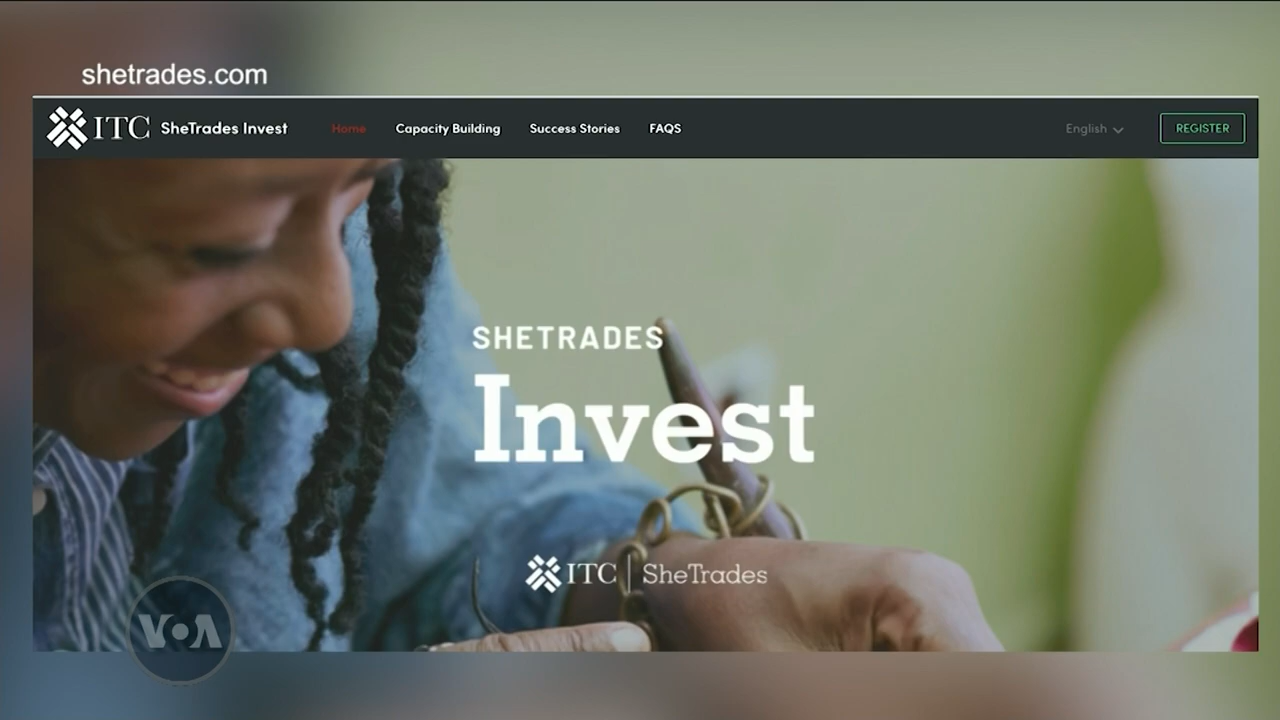 shetrades.com
ITC SheTrades Invest Home Capacity Building Success Stories FAQS English REGISTER
SHETRADES
Invest
ITC SheTrades
VOA